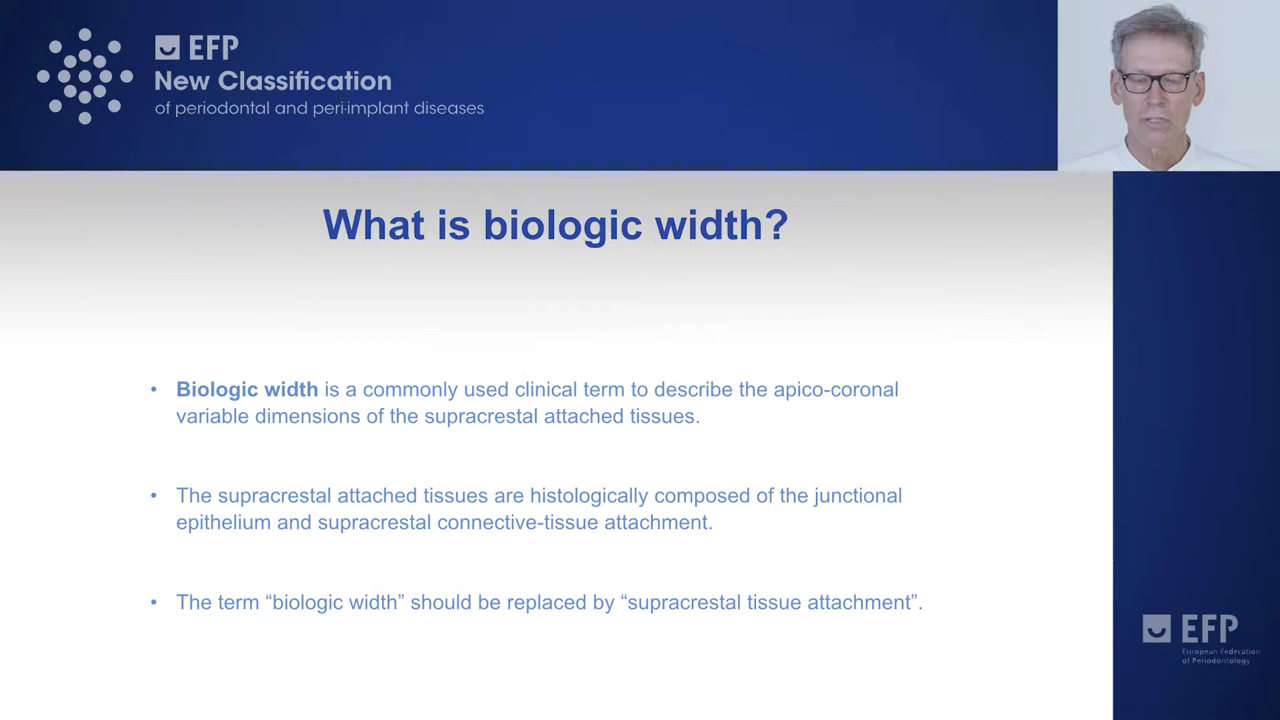 EFP
New Classification
of periodontal and peri-implant diseases
What is biologic width?
• Biologic width is a commonly used clinical term to describe the apico-coronal
variable dimensions of the supracrestal attached tissues.
• The supracrestal attached tissues are histologically composed of the junctional
epithelium and supracrestal connective-tissue attachment.
• The term “biologic width” should be replaced by “supracrestal tissue attachment”.
EFP
European Federation
of Periodontology